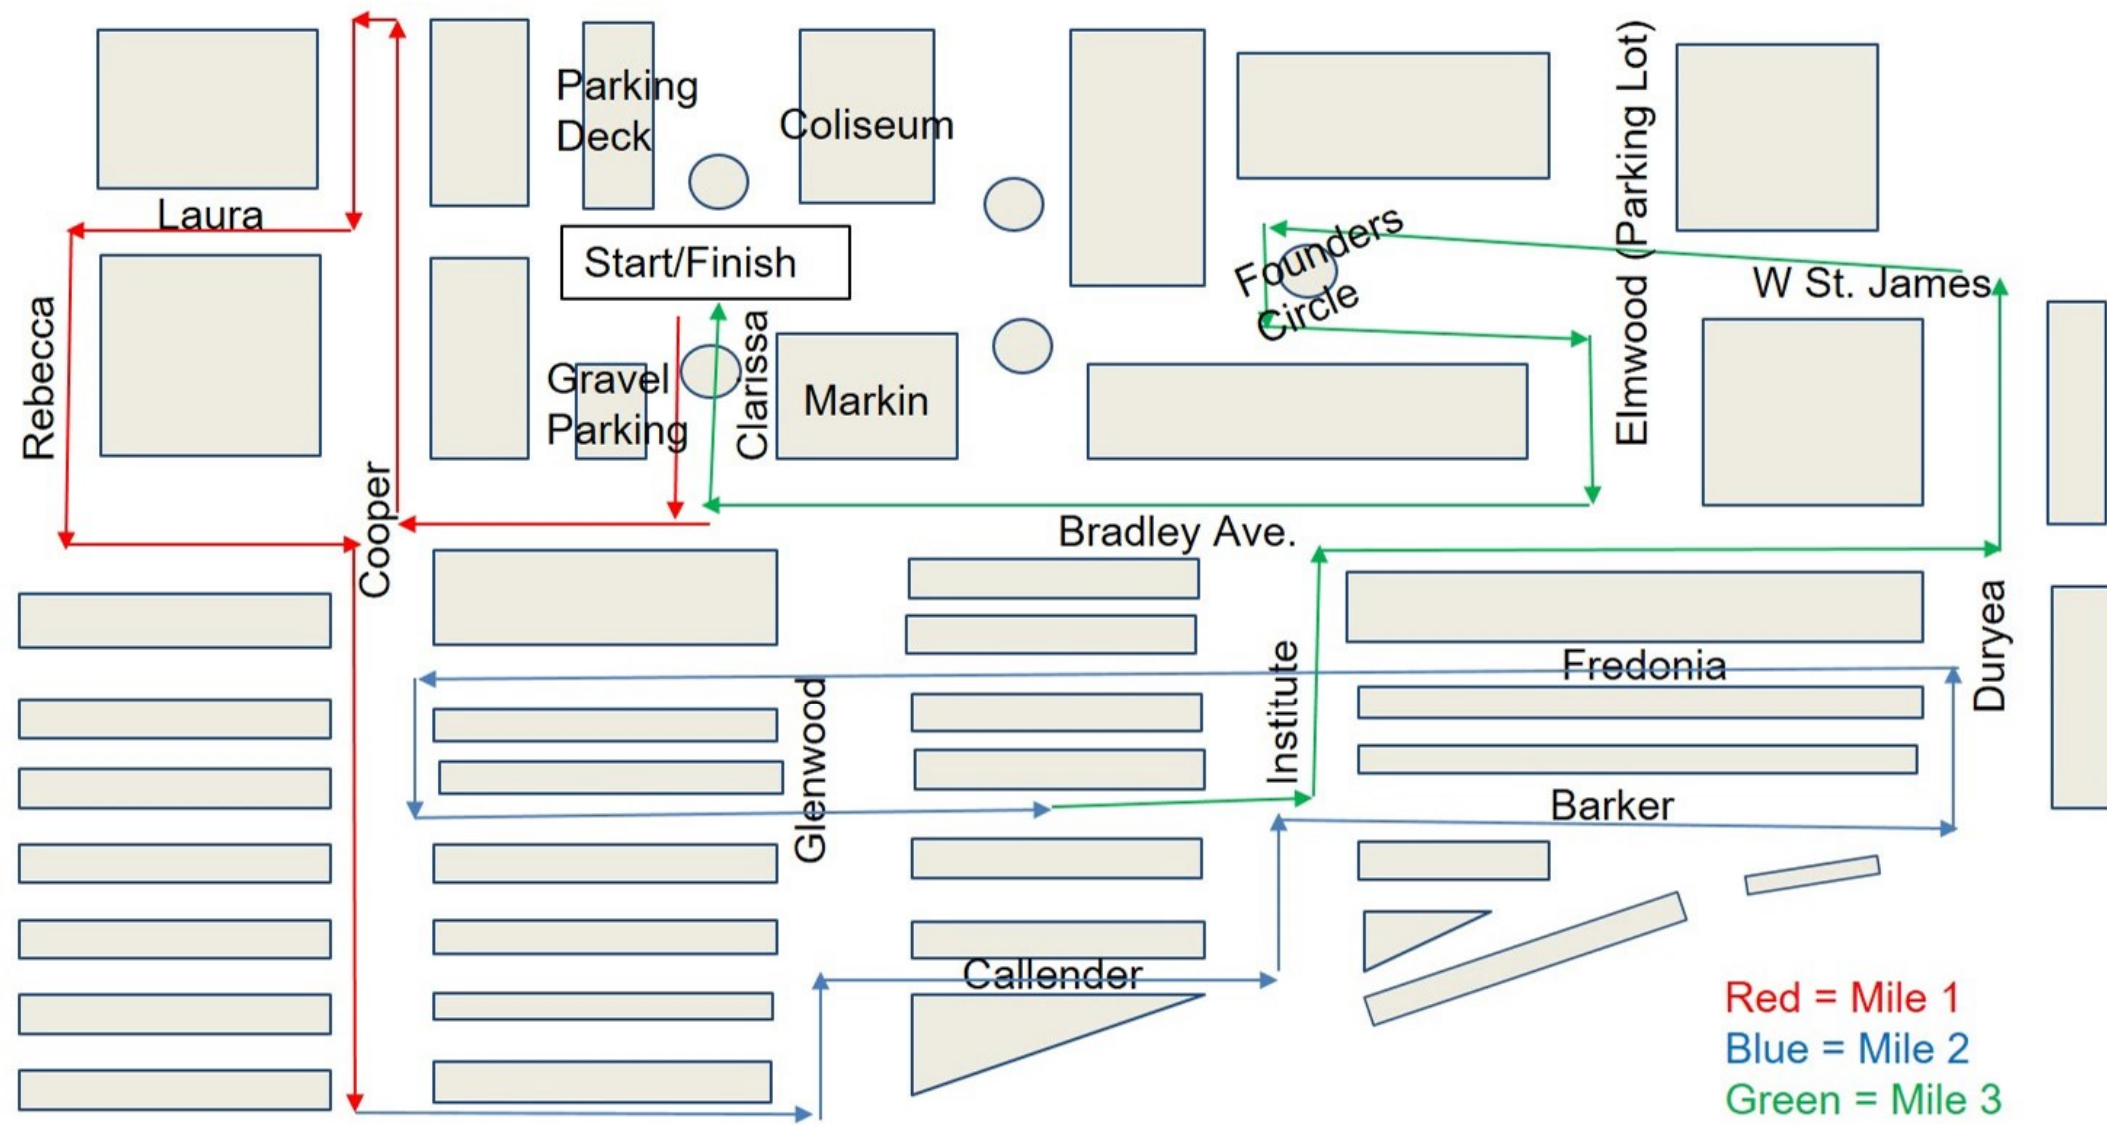 Parking
Deck
Coliseum
Elmwood (Parking Lot)
Laura
Founders
Circle
Start/Finish
W St. James
Rebecca
Clarissa
Gravel
Parking
Markin
Cooper
Bradley Ave.
Duryea
Institute
Fredonia
Glenwood
Barker
Callender
Red = Mile 1
Blue = Mile 2
Green = Mile 3